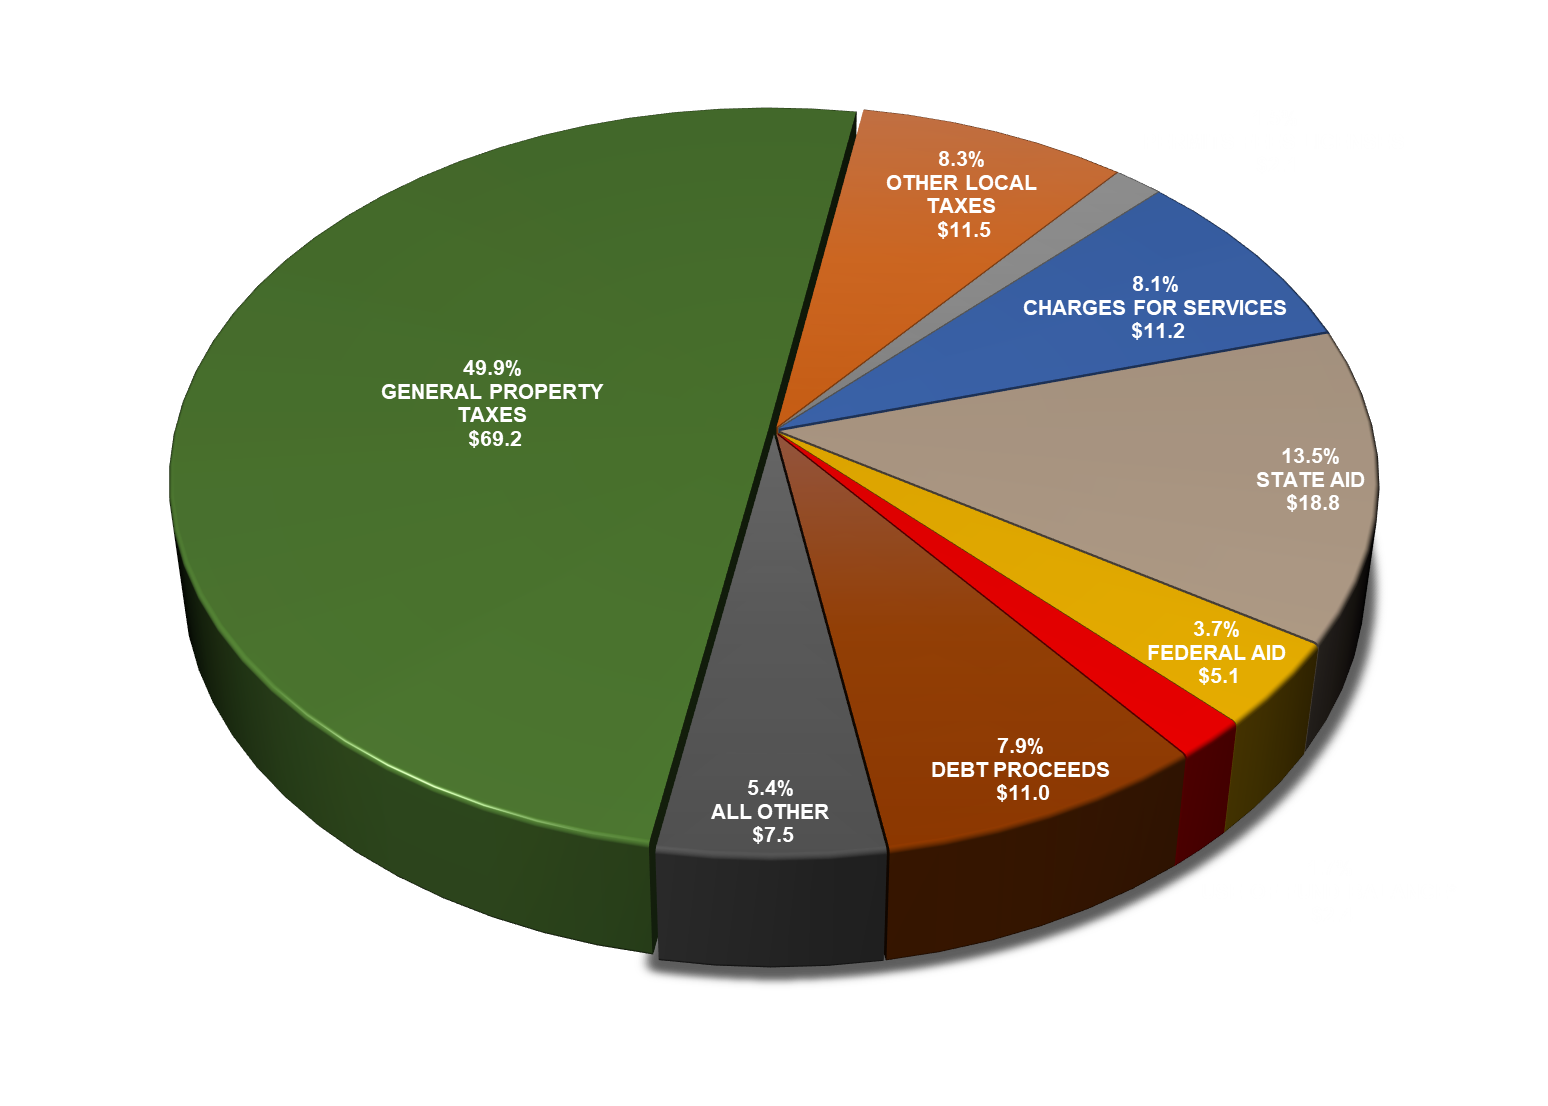 8.3%
OTHER LOCAL
TAXES
$11.5
8.1%
CHARGES FOR SERVICES
$11.2
49.9%
GENERAL PROPERTY
TAXES
$69.2
13.5%
STATE AID
$18.8
3.7%
FEDERAL AID
$5.1
7.9%
DEBT PROCEEDS
$11.0
5.4%
ALL OTHER
$7.5